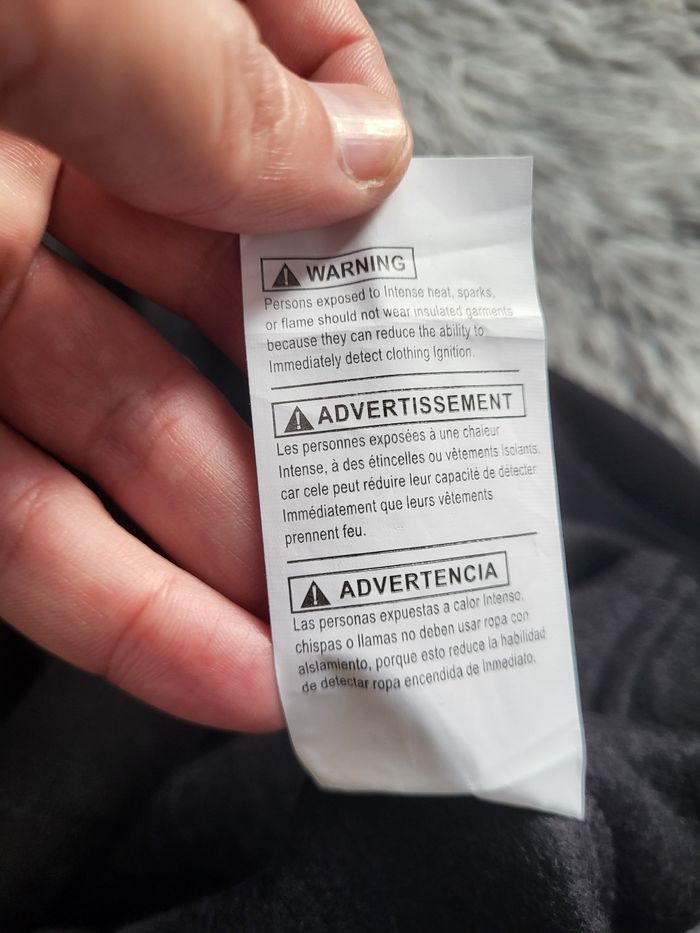 WARNING
Persons exposed to Intense heat, sparks,
or flame should not wear insulated garments
because they can reduce the ability to
Immediately detect clothing Ignition.
ADVERTISSEMENT
Les personnes exposées à une chaleur
Intense, à des étincelles ou vêtements Isolants.
car cele peut réduire leur capacité de détecter
Immédiatement que leurs vêtements
prennent feu.
ADVERTENCIA
Las personas expuestas a calor Intenso,
chispas o llamas no deben usar ropa con
alslamiento, porque esto reduce la habilidad
de detectar ropa encendida de Inmediato.